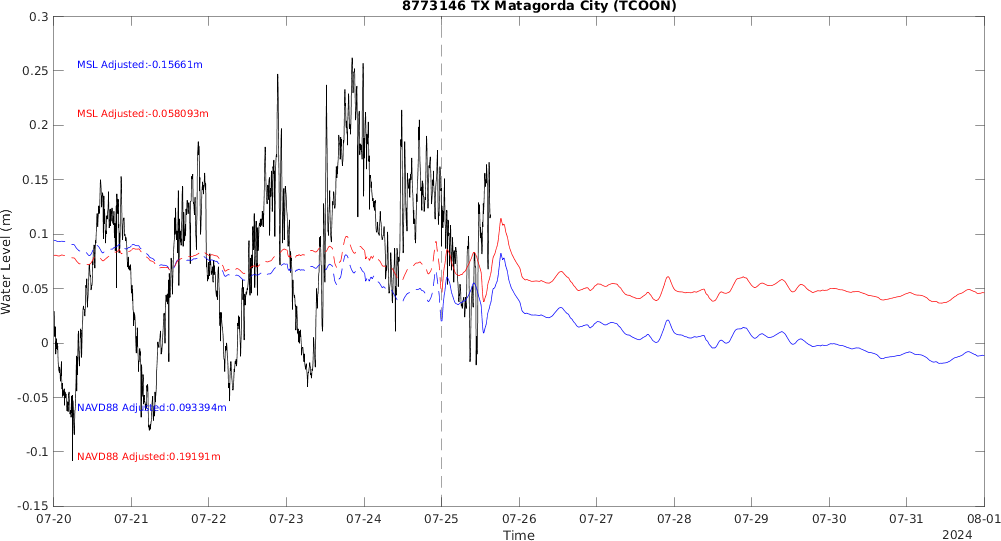 8773146 TX Matagorda City (TCOON)
0.3
0.25
0.2
0.15
0.1
0.05
0
-0.05
-0.1
-0.15
Water Level (m)
MSL Adjusted:-0.15661m
MSL Adjusted:-0.058093m
NAVD88 Adjusted:0.093394m
NAVD88 Adjusted:0.19191m
07-20 07-21 07-22 07-23 07-24 07-25 07-26 07-27 07-28 07-29 07-30 07-31 08-01
Time
2024